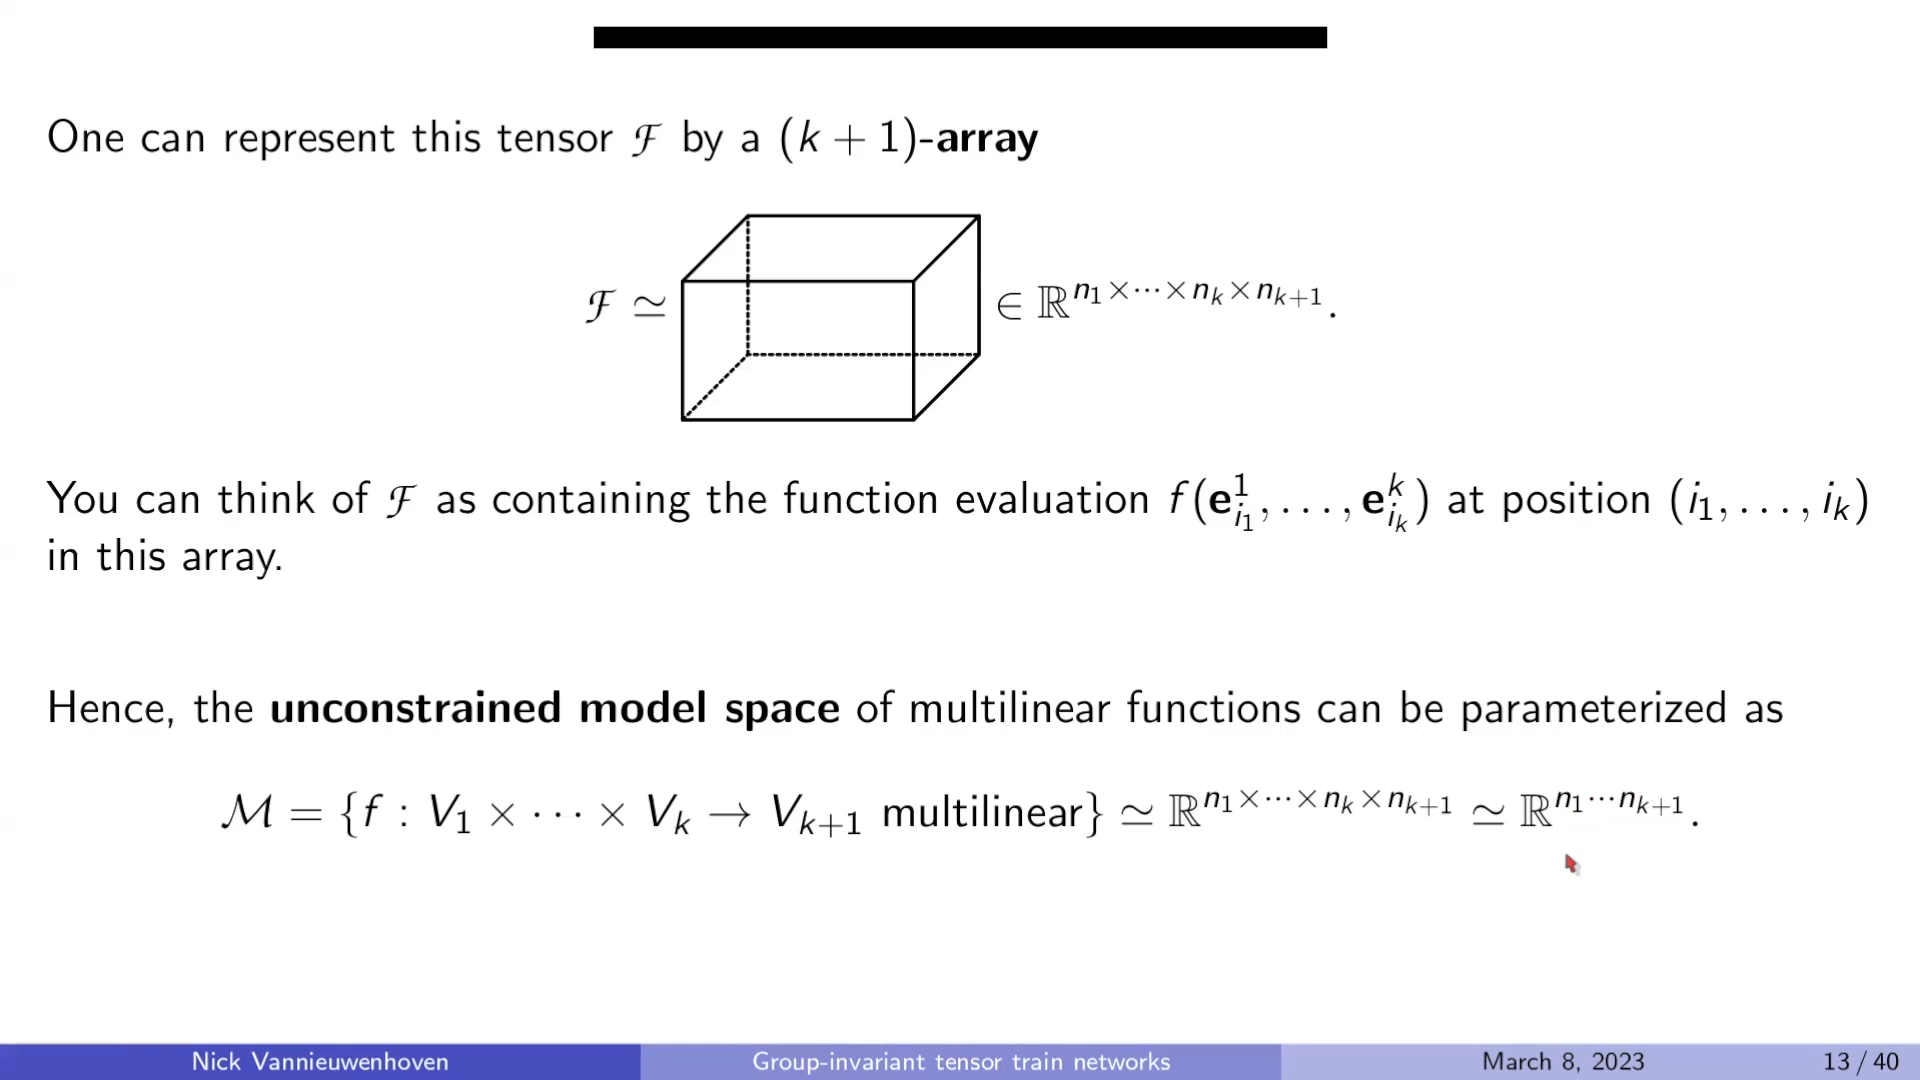 One can represent this tensor ℱ by a (k + 1)-array
ℱ ≃ ∈ ℝ^{n_1×···×n_k×n_{k+1}}.
You can think of ℱ as containing the function evaluation f(e^1_{i_1}, . . . , e^k_{i_k}) at position (i_1, . . . , i_k)
in this array.
Hence, the unconstrained model space of multilinear functions can be parameterized as
ℳ = {f : V_1 × · · · × V_k → V_{k+1} multilinear} ≃ ℝ^{n_1×···×n_k×n_{k+1}} ≃ ℝ^{n_1···n_{k+1}}.
Nick Vannieuwenhoven Group-invariant tensor train networks March 8, 2023 13 / 40